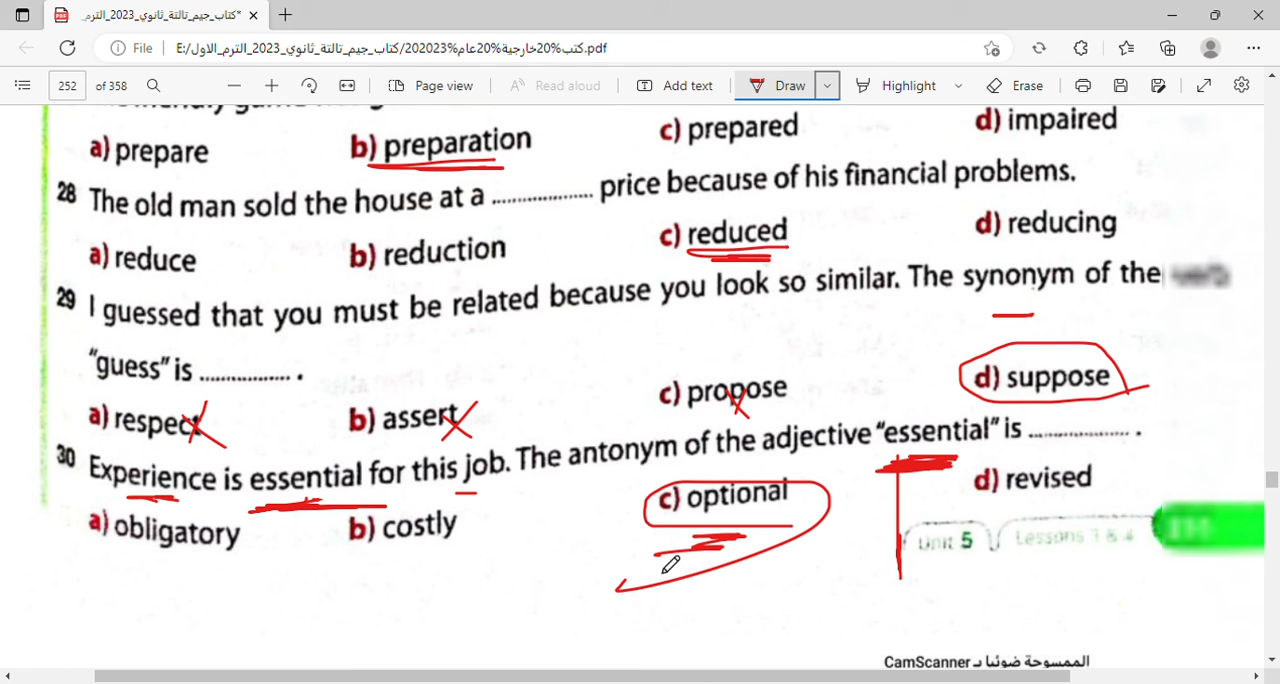 كتاب_جيم_تالتة_ثانوي_2023_الترم_*
File E:/كتب%20خارجية%20عام%202023/كتاب_جيم_تالتة_ثانوي_2023_الترم_الاول.pdf
252 of 358 Page view Read aloud Add text Draw Highlight Erase
a) prepare b) preparation c) prepared d) impaired
28 The old man sold the house at a .................... price because of his financial problems.
a) reduce b) reduction c) reduced d) reducing
29 I guessed that you must be related because you look so similar. The synonym of the
"guess" is .................... .
a) respect b) assert c) propose d) suppose
30 Experience is essential for this job. The antonym of the adjective "essential" is .................... .
a) obligatory b) costly c) optional d) revised
Unit 5 Lessons 3 & 4
الممسوحة ضوئيا بـ CamScanner